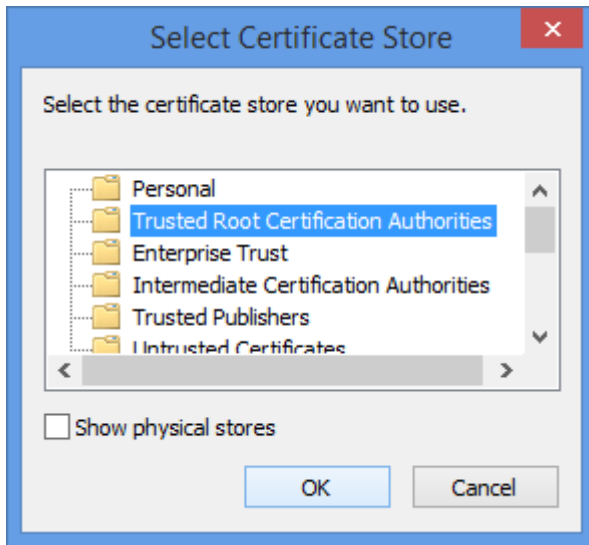 Select Certificate Store
Select the certificate store you want to use.
Personal
Trusted Root Certification Authorities
Enterprise Trust
Intermediate Certification Authorities
Trusted Publishers
Untrusted Certificates
Show physical stores
OK
Cancel